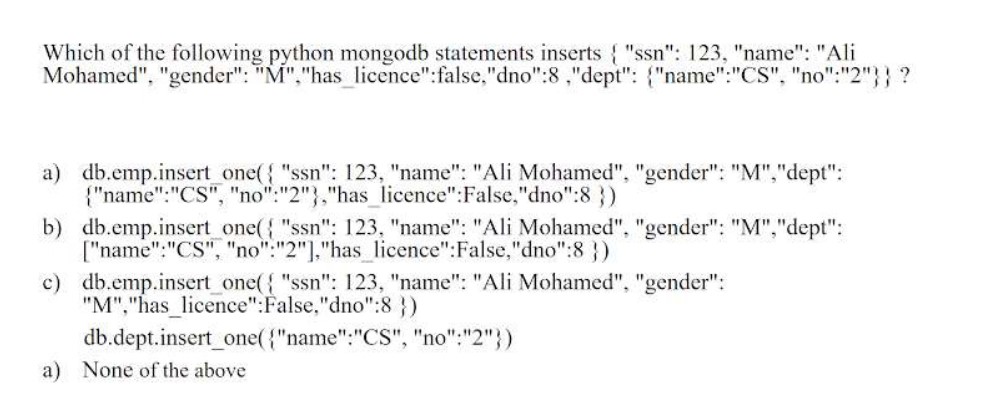 Which of the following python mongodb statements inserts { "ssn": 123, "name": "Ali
Mohamed", "gender": "M","has_licence":false,"dno":8 ,"dept": {"name":"CS", "no":"2"}} ?
a) db.emp.insert_one({ "ssn": 123, "name": "Ali Mohamed", "gender": "M","dept":
{"name":"CS", "no":"2"},"has_licence":False,"dno":8 })
b) db.emp.insert_one({ "ssn": 123, "name": "Ali Mohamed", "gender": "M","dept":
["name":"CS", "no":"2"],"has_licence":False,"dno":8 })
c) db.emp.insert_one({ "ssn": 123, "name": "Ali Mohamed", "gender":
"M","has_licence":False,"dno":8 })
db.dept.insert_one({"name":"CS", "no":"2"})
a) None of the above